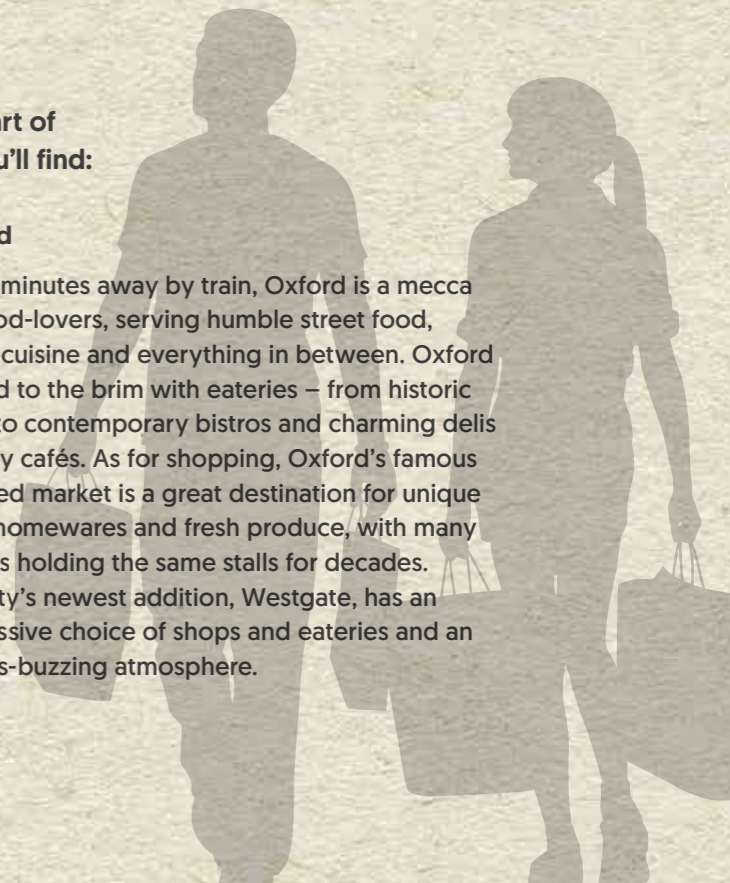 rt of
u'll find:
d
minutes away by train, Oxford is a mecca
od-lovers, serving humble street food,
cuisine and everything in between. Oxford
d to the brim with eateries – from historic
to contemporary bistros and charming delis
y cafés. As for shopping, Oxford's famous
ed market is a great destination for unique
homewares and fresh produce, with many
s holding the same stalls for decades.
ty's newest addition, Westgate, has an
ssive choice of shops and eateries and an
s-buzzing atmosphere.